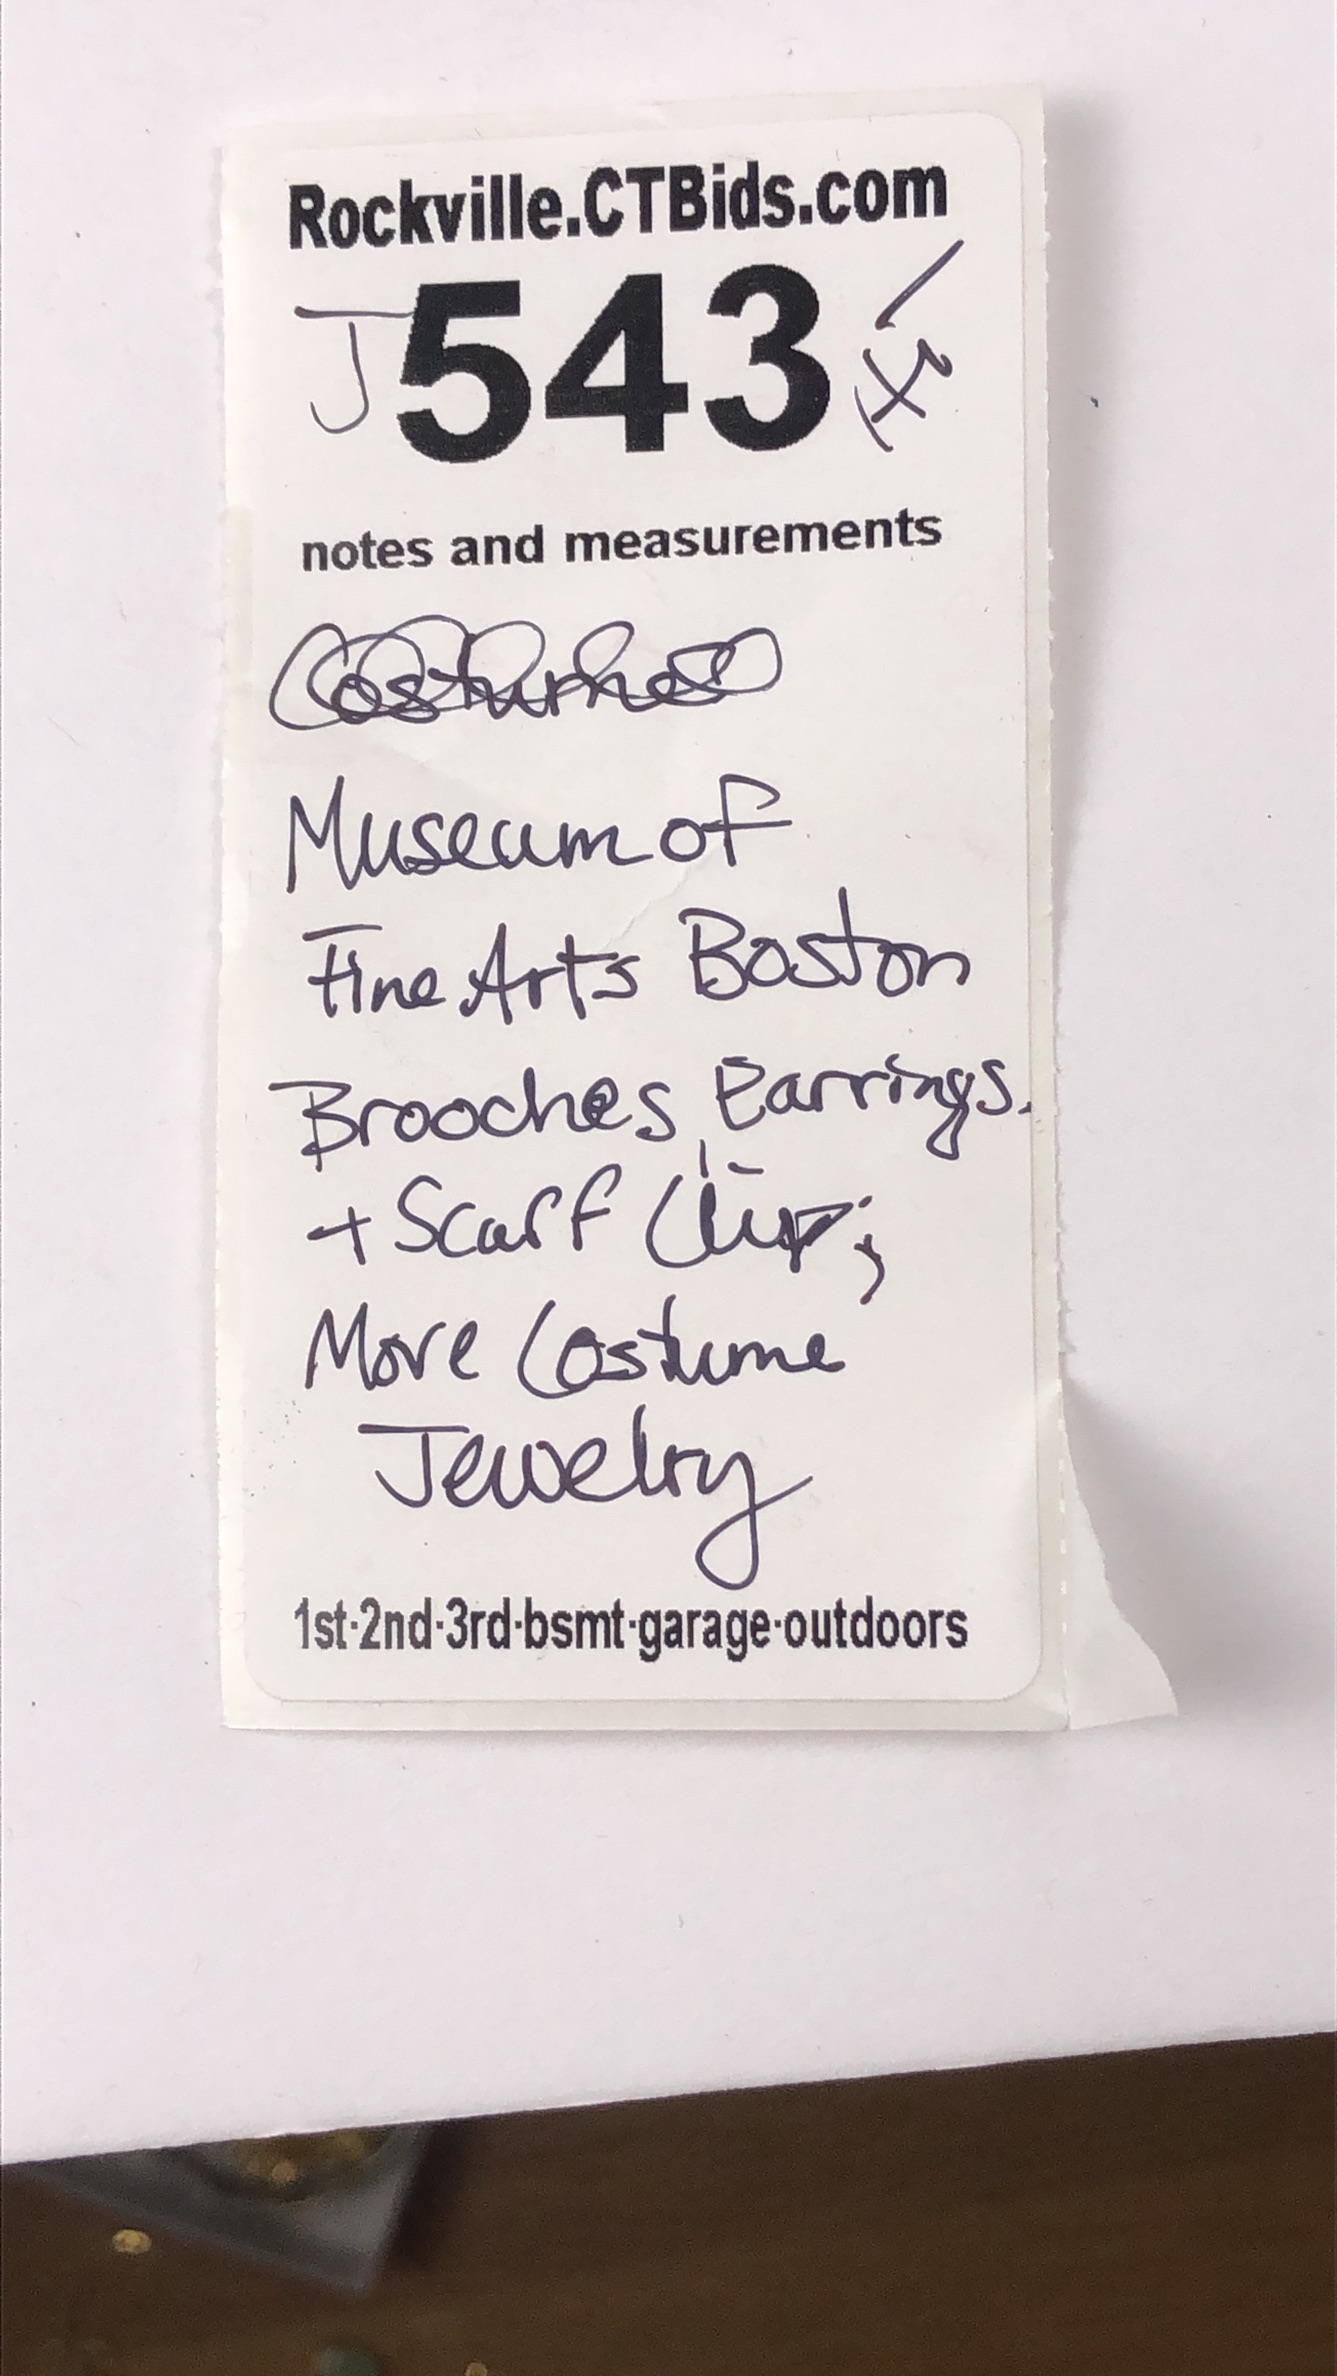 Rockville.CTBids.com
J 543
notes and measurements
Museum of
Fine Arts Boston
Brooches, Earrings.
+ Scarf Clip;
More Costume
Jewelry
1st·2nd·3rd·bsmt·garage·outdoors